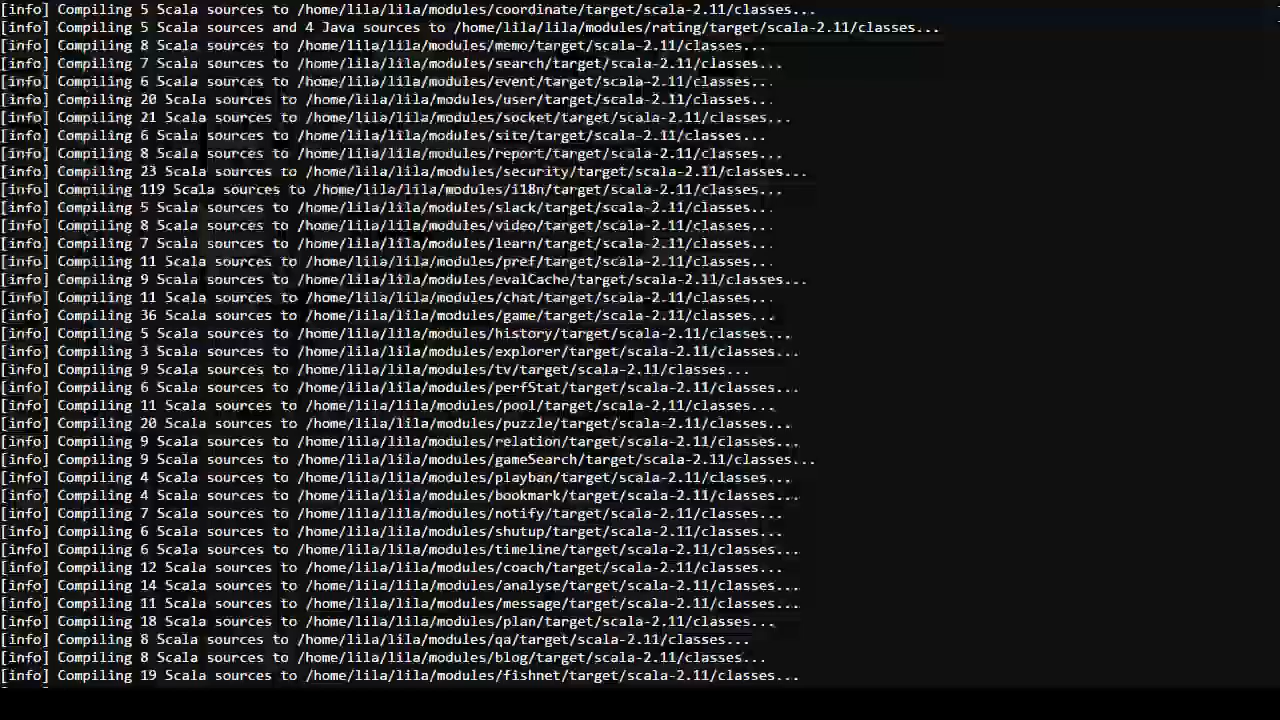 [info] Compiling 5 Scala sources to /home/lila/lila/modules/coordinate/target/scala-2.11/classes...
[info] Compiling 5 Scala sources and 4 Java sources to /home/lila/lila/modules/rating/target/scala-2.11/classes...
[info] Compiling 8 Scala sources to /home/lila/lila/modules/memo/target/scala-2.11/classes...
[info] Compiling 7 Scala sources to /home/lila/lila/modules/search/target/scala-2.11/classes...
[info] Compiling 6 Scala sources to /home/lila/lila/modules/event/target/scala-2.11/classes...
[info] Compiling 20 Scala sources to /home/lila/lila/modules/user/target/scala-2.11/classes...
[info] Compiling 21 Scala sources to /home/lila/lila/modules/socket/target/scala-2.11/classes...
[info] Compiling 6 Scala sources to /home/lila/lila/modules/site/target/scala-2.11/classes...
[info] Compiling 8 Scala sources to /home/lila/lila/modules/report/target/scala-2.11/classes...
[info] Compiling 23 Scala sources to /home/lila/lila/modules/security/target/scala-2.11/classes...
[info] Compiling 119 Scala sources to /home/lila/lila/modules/i18n/target/scala-2.11/classes...
[info] Compiling 5 Scala sources to /home/lila/lila/modules/slack/target/scala-2.11/classes...
[info] Compiling 8 Scala sources to /home/lila/lila/modules/video/target/scala-2.11/classes...
[info] Compiling 7 Scala sources to /home/lila/lila/modules/learn/target/scala-2.11/classes...
[info] Compiling 11 Scala sources to /home/lila/lila/modules/pref/target/scala-2.11/classes...
[info] Compiling 9 Scala sources to /home/lila/lila/modules/evalCache/target/scala-2.11/classes...
[info] Compiling 11 Scala sources to /home/lila/lila/modules/chat/target/scala-2.11/classes...
[info] Compiling 36 Scala sources to /home/lila/lila/modules/game/target/scala-2.11/classes...
[info] Compiling 5 Scala sources to /home/lila/lila/modules/history/target/scala-2.11/classes...
[info] Compiling 3 Scala sources to /home/lila/lila/modules/explorer/target/scala-2.11/classes...
[info] Compiling 9 Scala sources to /home/lila/lila/modules/tv/target/scala-2.11/classes...
[info] Compiling 6 Scala sources to /home/lila/lila/modules/perfStat/target/scala-2.11/classes...
[info] Compiling 11 Scala sources to /home/lila/lila/modules/pool/target/scala-2.11/classes...
[info] Compiling 20 Scala sources to /home/lila/lila/modules/puzzle/target/scala-2.11/classes...
[info] Compiling 9 Scala sources to /home/lila/lila/modules/relation/target/scala-2.11/classes...
[info] Compiling 9 Scala sources to /home/lila/lila/modules/gameSearch/target/scala-2.11/classes...
[info] Compiling 4 Scala sources to /home/lila/lila/modules/playban/target/scala-2.11/classes...
[info] Compiling 4 Scala sources to /home/lila/lila/modules/bookmark/target/scala-2.11/classes...
[info] Compiling 7 Scala sources to /home/lila/lila/modules/notify/target/scala-2.11/classes...
[info] Compiling 6 Scala sources to /home/lila/lila/modules/shutup/target/scala-2.11/classes...
[info] Compiling 6 Scala sources to /home/lila/lila/modules/timeline/target/scala-2.11/classes...
[info] Compiling 12 Scala sources to /home/lila/lila/modules/coach/target/scala-2.11/classes...
[info] Compiling 14 Scala sources to /home/lila/lila/modules/analyse/target/scala-2.11/classes...
[info] Compiling 11 Scala sources to /home/lila/lila/modules/message/target/scala-2.11/classes...
[info] Compiling 18 Scala sources to /home/lila/lila/modules/plan/target/scala-2.11/classes...
[info] Compiling 8 Scala sources to /home/lila/lila/modules/qa/target/scala-2.11/classes...
[info] Compiling 8 Scala sources to /home/lila/lila/modules/blog/target/scala-2.11/classes...
[info] Compiling 19 Scala sources to /home/lila/lila/modules/fishnet/target/scala-2.11/classes...